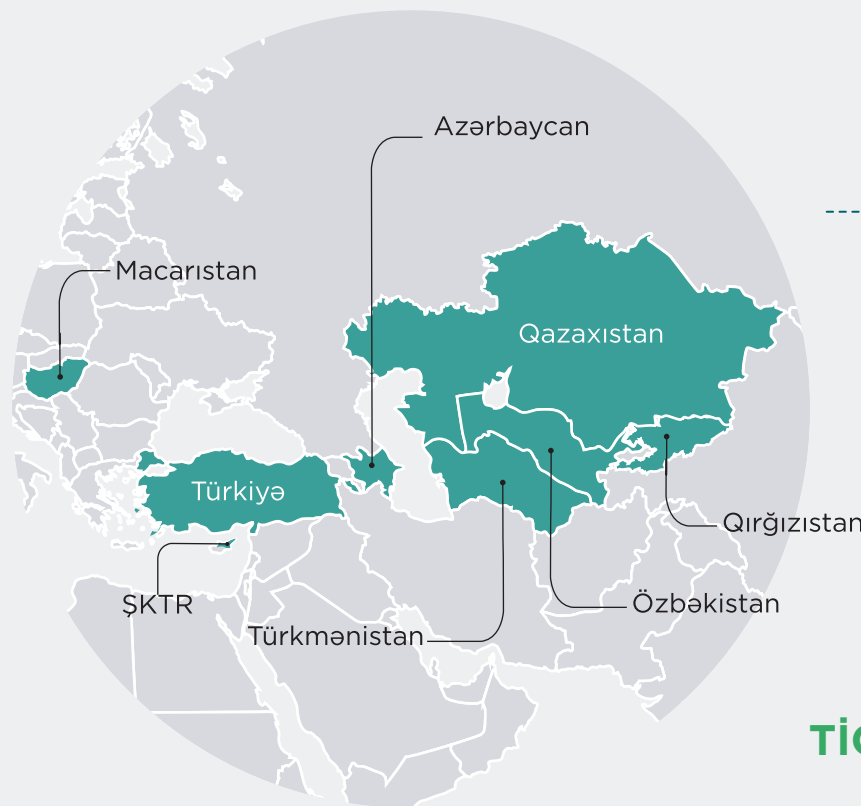 Azərbaycan
Macarıstan
Qazaxıstan
Türkiyə
Qırğızıstan
ŞKTR
Özbəkistan
Türkmənistan